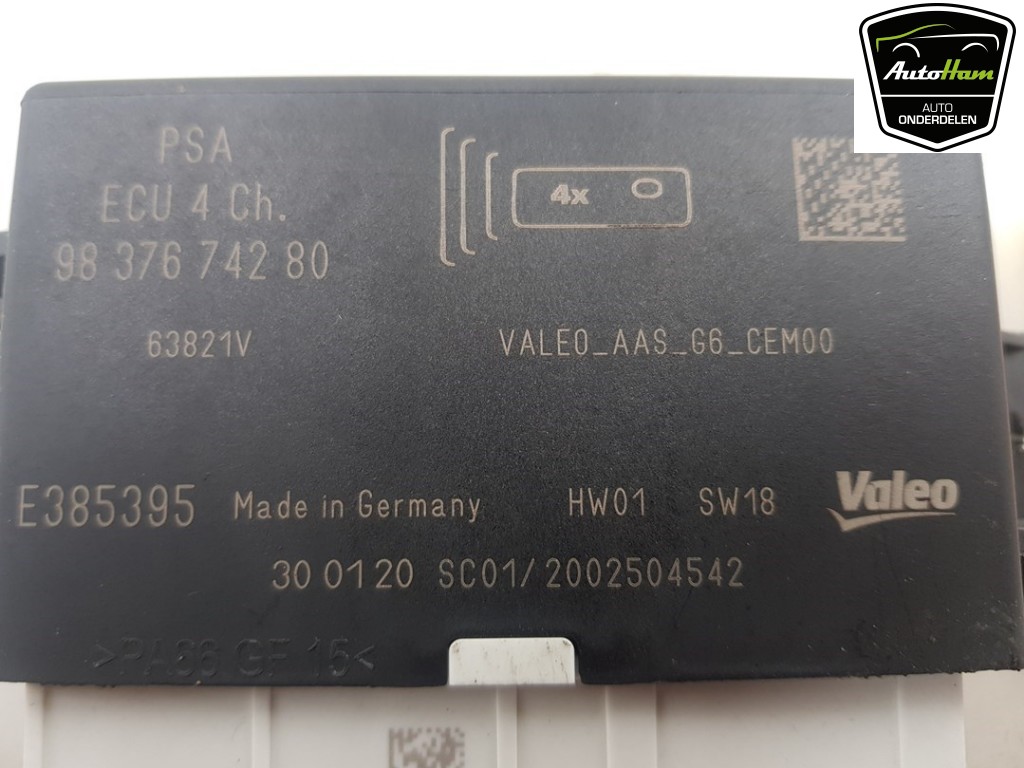 AutoHam
AUTO
ONDERDELEN
PSA
ECU 4 Ch.
98 376 742 80
4x
63821V
VALEO_AAS_G6_CEM00
E385395
Made in Germany
HW01
SW18
Valeo
30 01 20 SC01/2002504542
>PA66 GF 15<